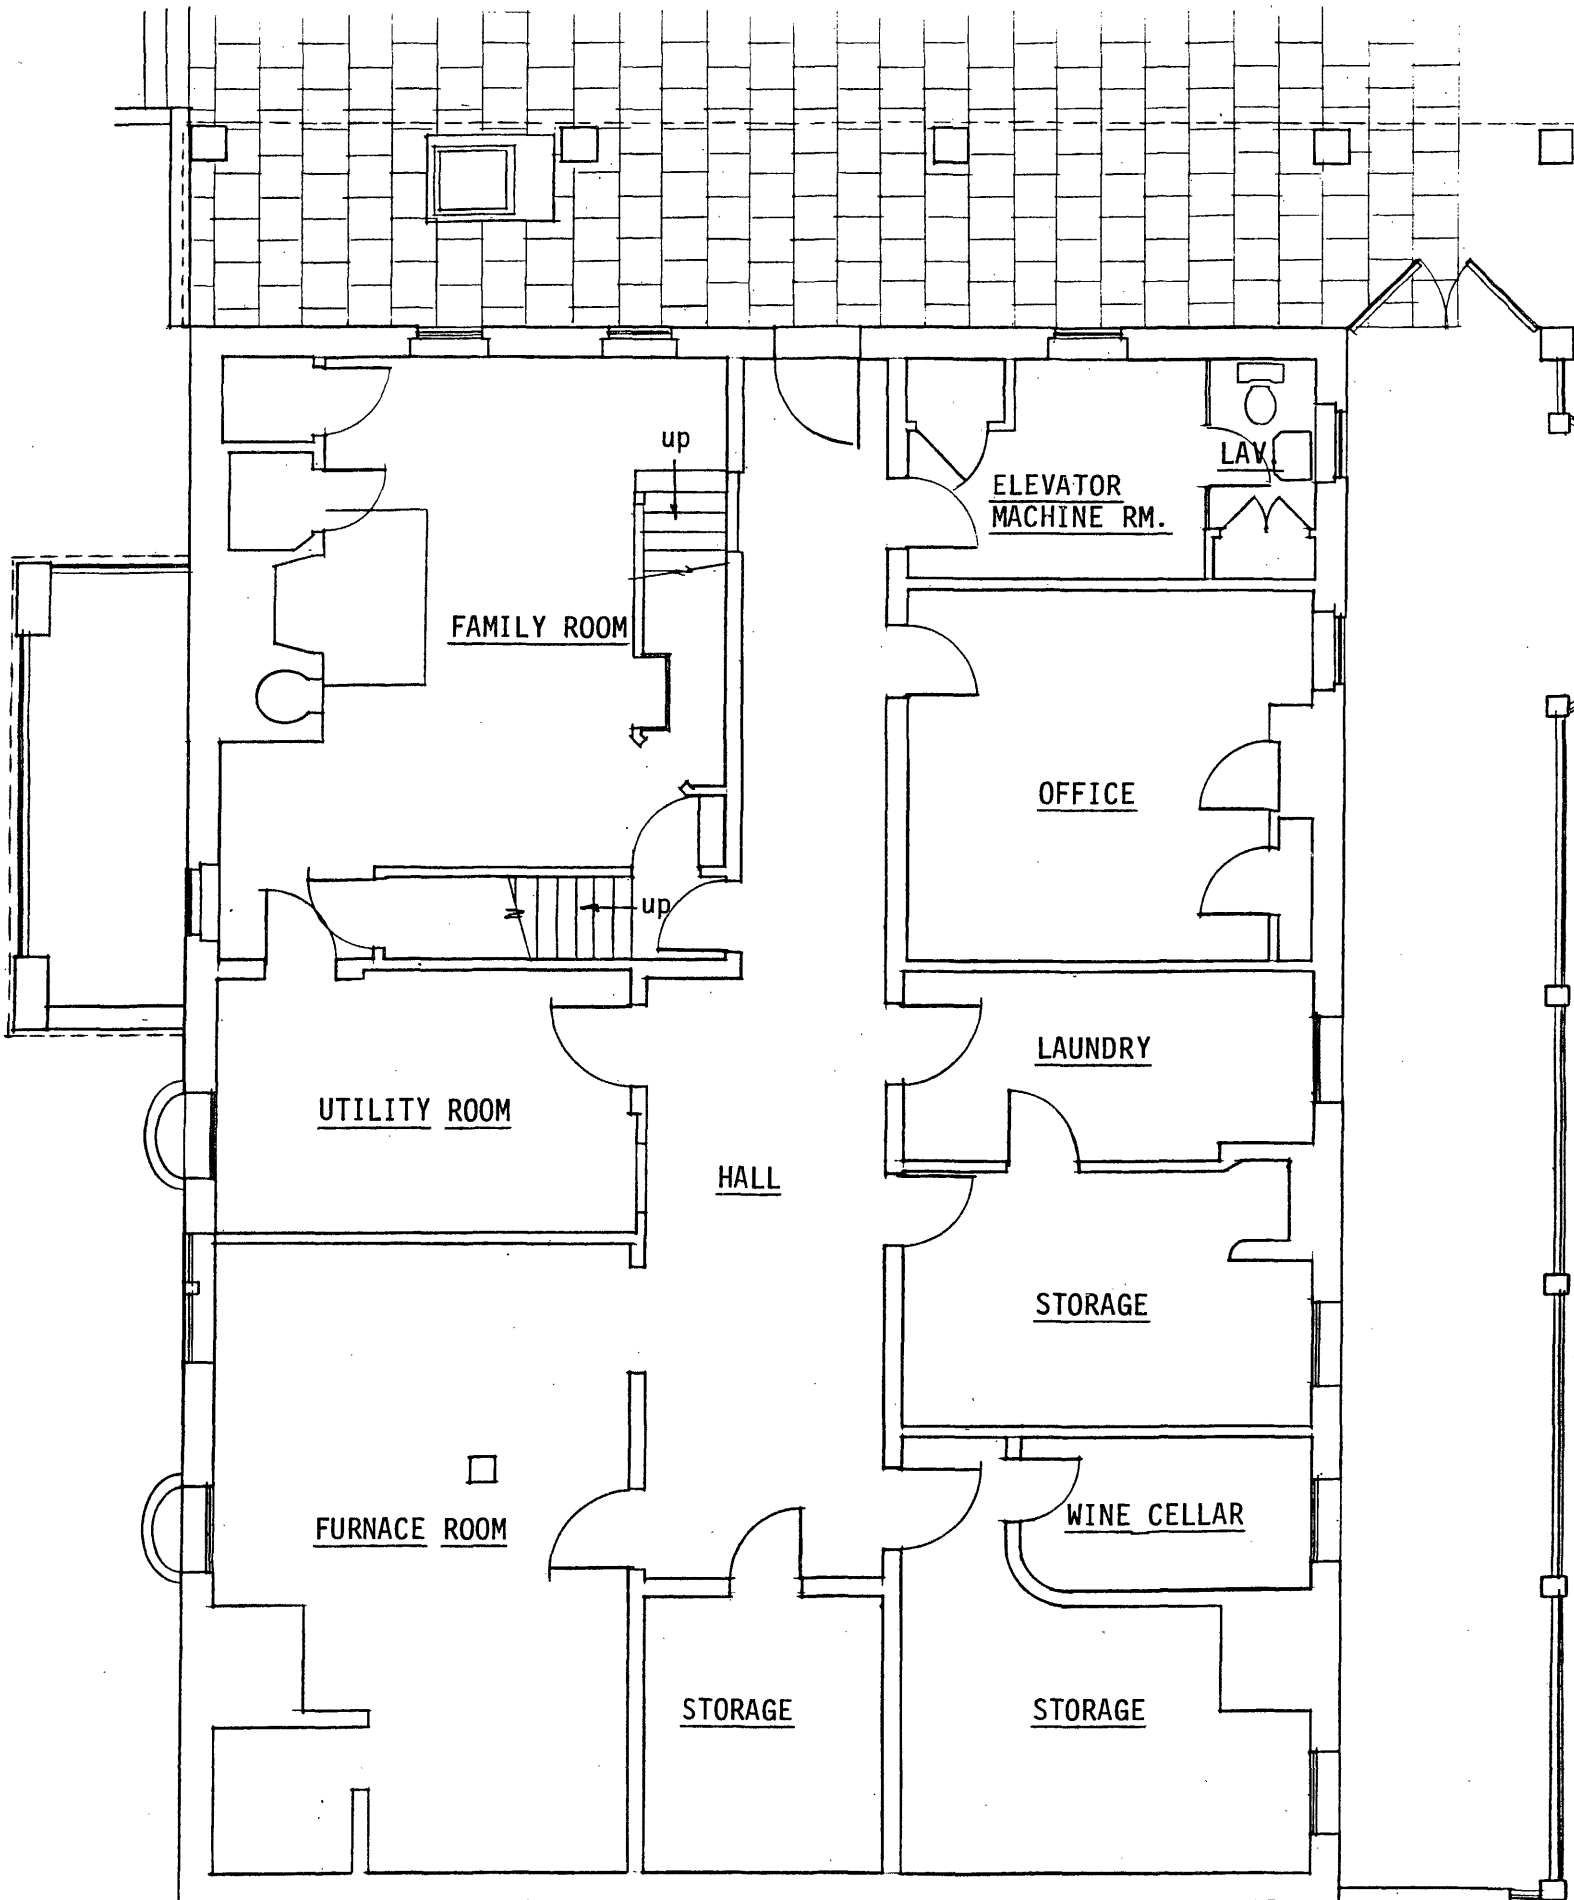 up
LAV.
ELEVATOR
MACHINE RM.
FAMILY ROOM
OFFICE
up
LAUNDRY
UTILITY ROOM
HALL
STORAGE
WINE CELLAR
FURNACE ROOM
STORAGE
STORAGE